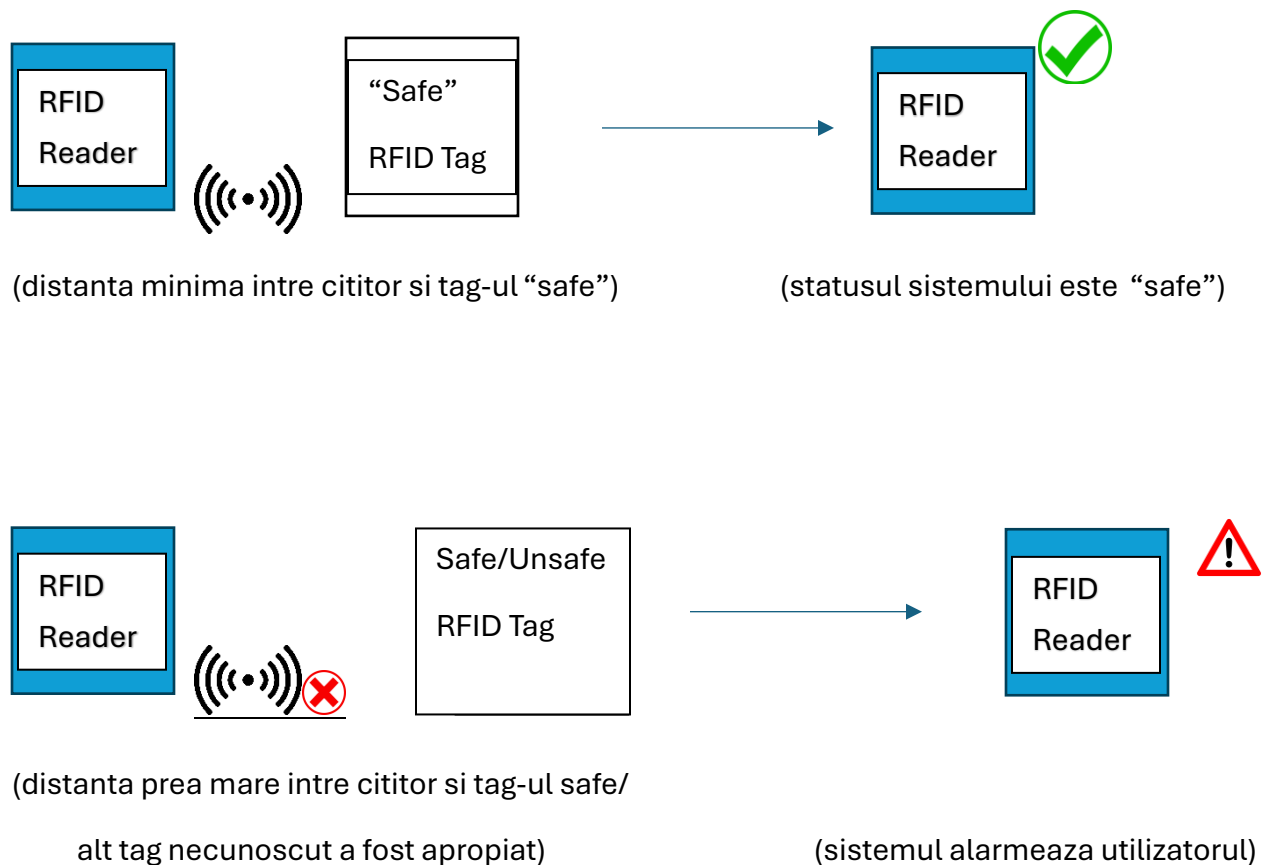 RFID
Reader
“Safe”
RFID Tag
RFID
Reader
(distanta minima intre cititor si tag-ul “safe”)
(statusul sistemului este “safe”)
RFID
Reader
Safe/Unsafe
RFID Tag
RFID
Reader
(distanta prea mare intre cititor si tag-ul safe/
alt tag necunoscut a fost apropiat)
(sistemul alarmeaza utilizatorul)